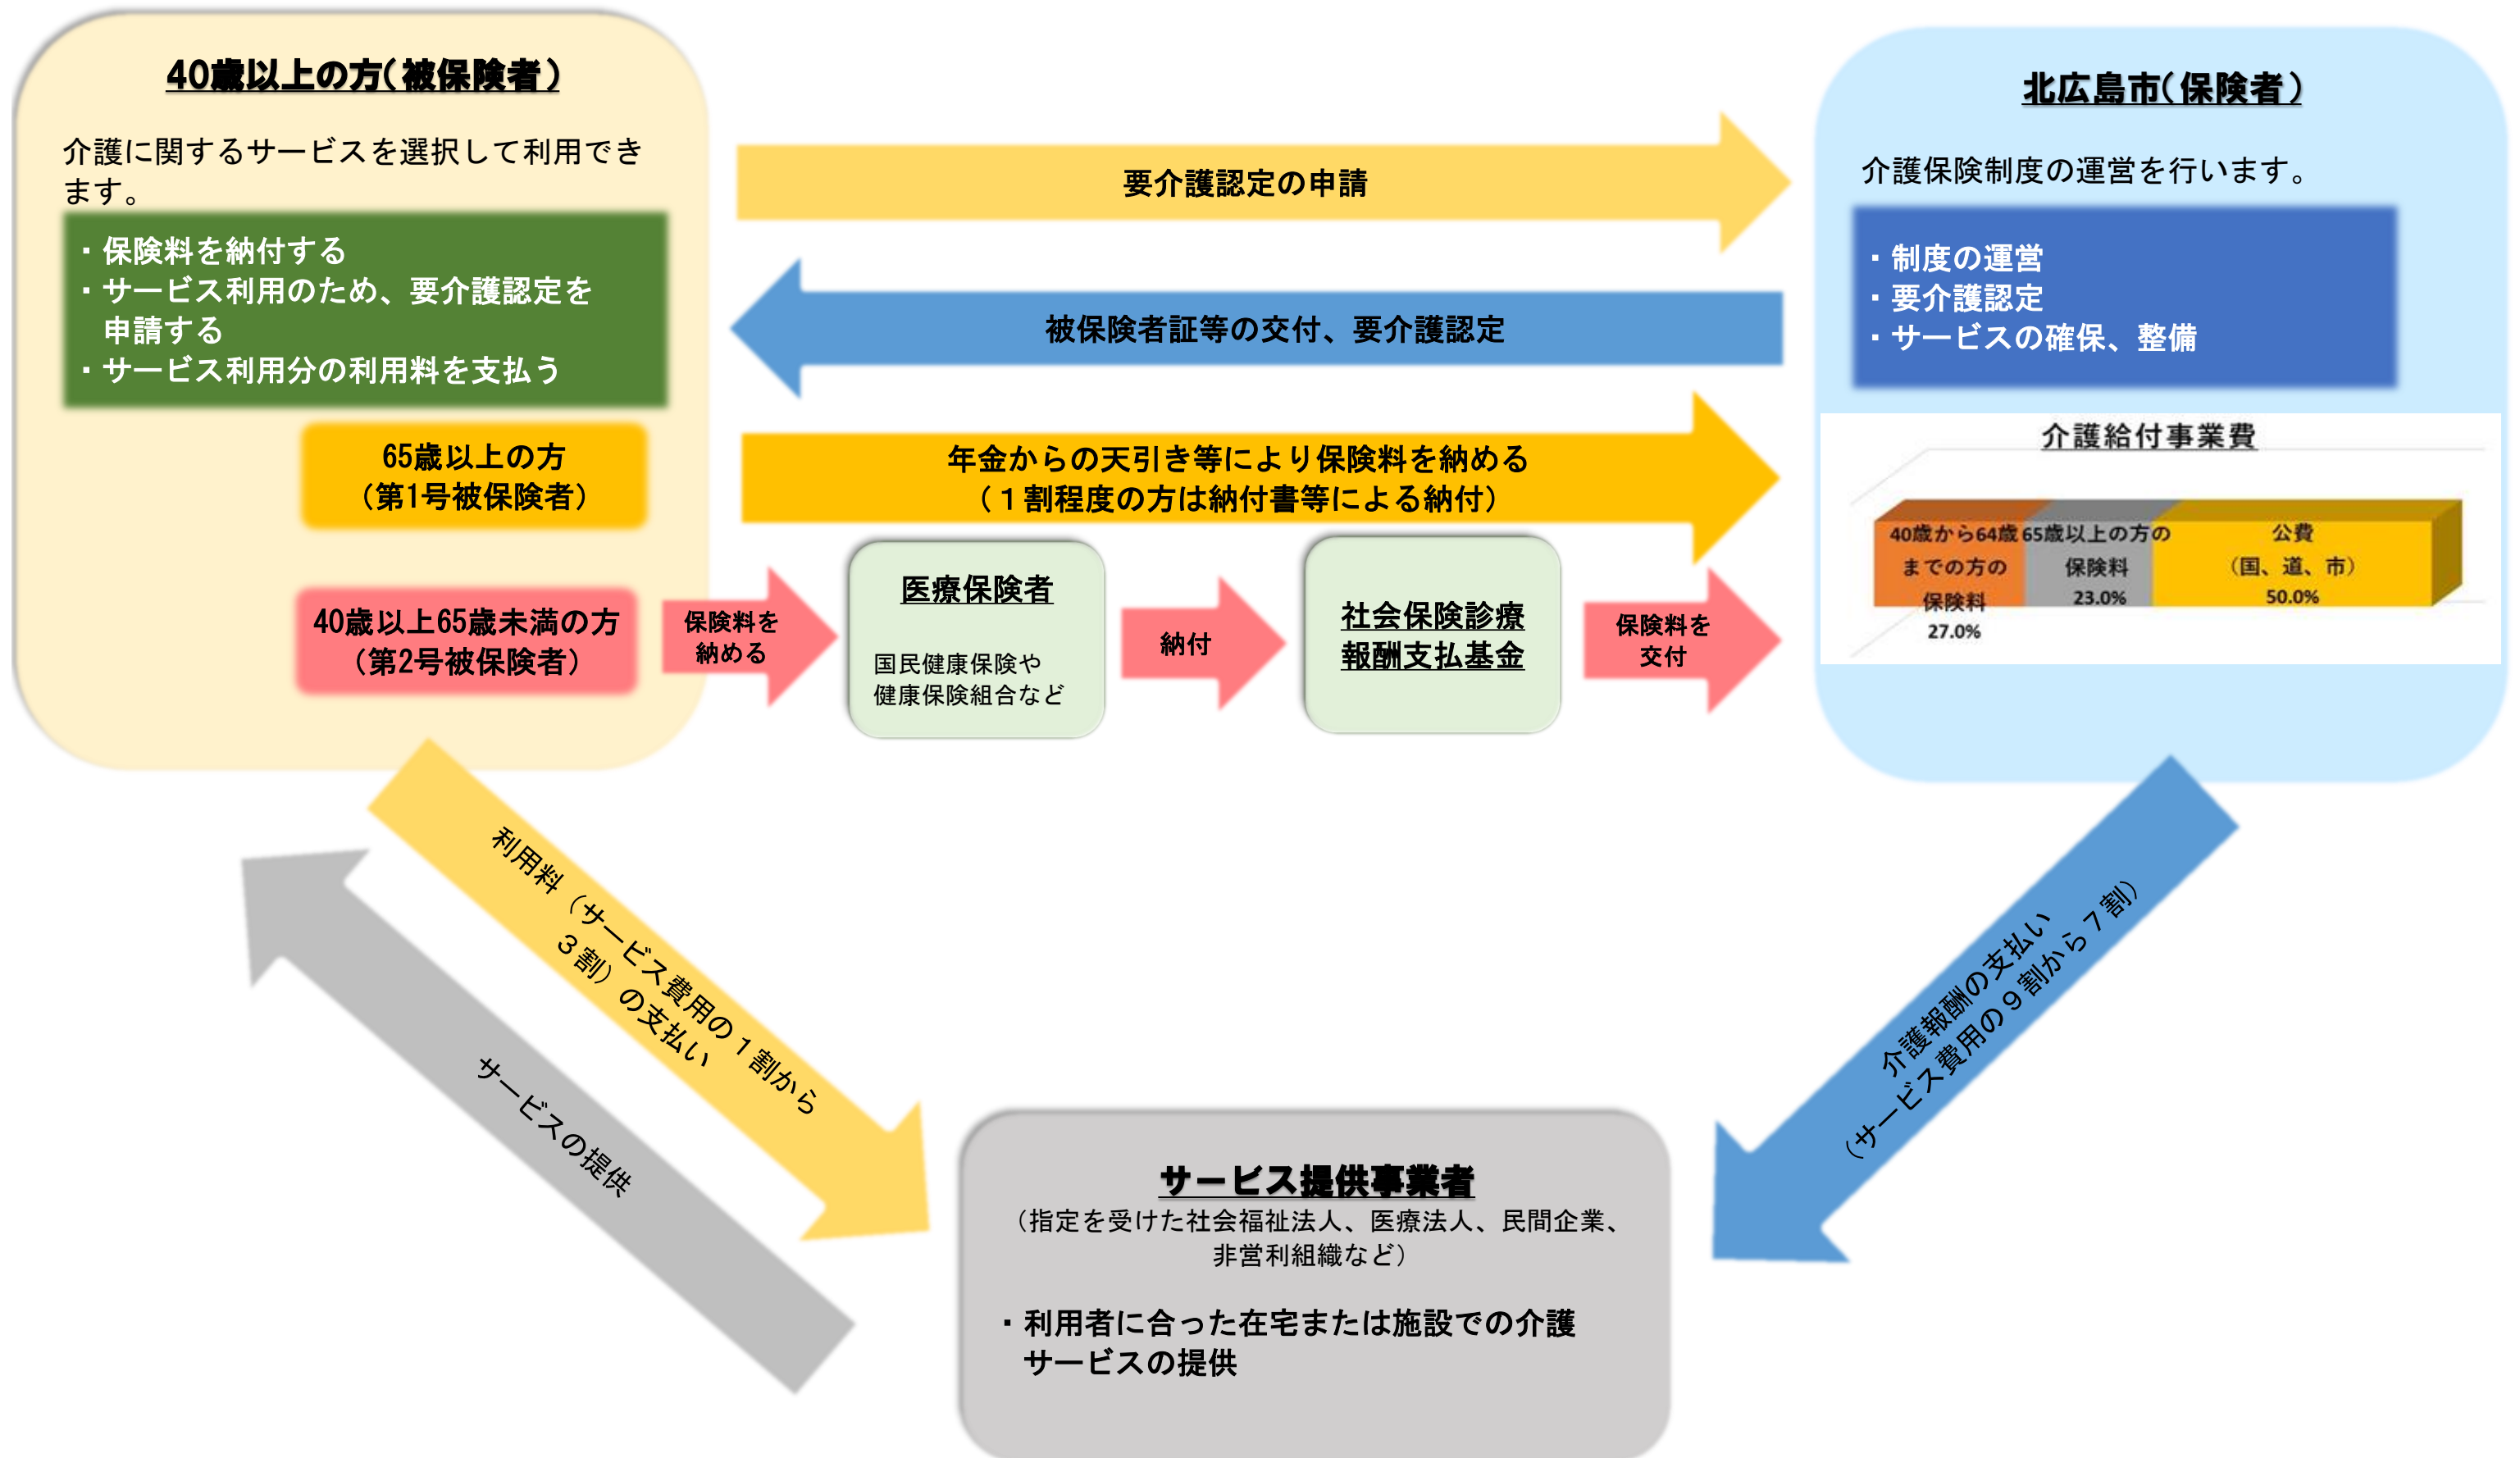 40歳以上の方（被保険者）
介護に関するサービスを選択して利用でき
ます。
・保険料を納付する
・サービス利用のため、要介護認定を
申請する
・サービス利用分の利用料を支払う
65歳以上の方
（第1号被保険者）
40歳以上65歳未満の方
（第2号被保険者）
要介護認定の申請
被保険者証等の交付、要介護認定
年金からの天引き等により保険料を納める
（１割程度の方は納付書等による納付）
保険料を
納める
医療保険者
国民健康保険や
健康保険組合など
納付
社会保険診療
報酬支払基金
保険料を
交付
北広島市（保険者）
介護保険制度の運営を行います。
・制度の運営
・要介護認定
・サービスの確保、整備
介護給付事業費
40歳から64歳
までの方の
保険料
27.0%
65歳以上の方の
保険料
23.0%
公費
（国、道、市）
50.0%
利用料（サービス費用の１割から
３割）の支払い
サービスの提供
介護報酬の支払い
（サービス費用の９割から７割）
サービス提供事業者
（指定を受けた社会福祉法人、医療法人、民間企業、
非営利組織など）
・利用者に合った在宅または施設での介護
サービスの提供